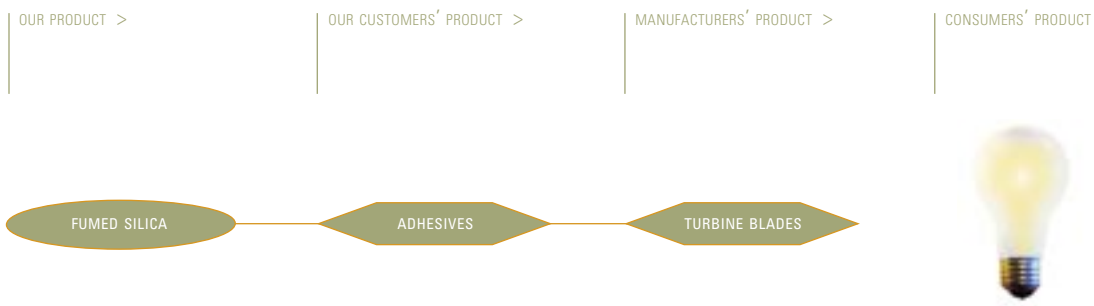 OUR PRODUCT > OUR CUSTOMERS' PRODUCT > MANUFACTURERS' PRODUCT > CONSUMERS' PRODUCT
FUMED SILICA ADHESIVES TURBINE BLADES